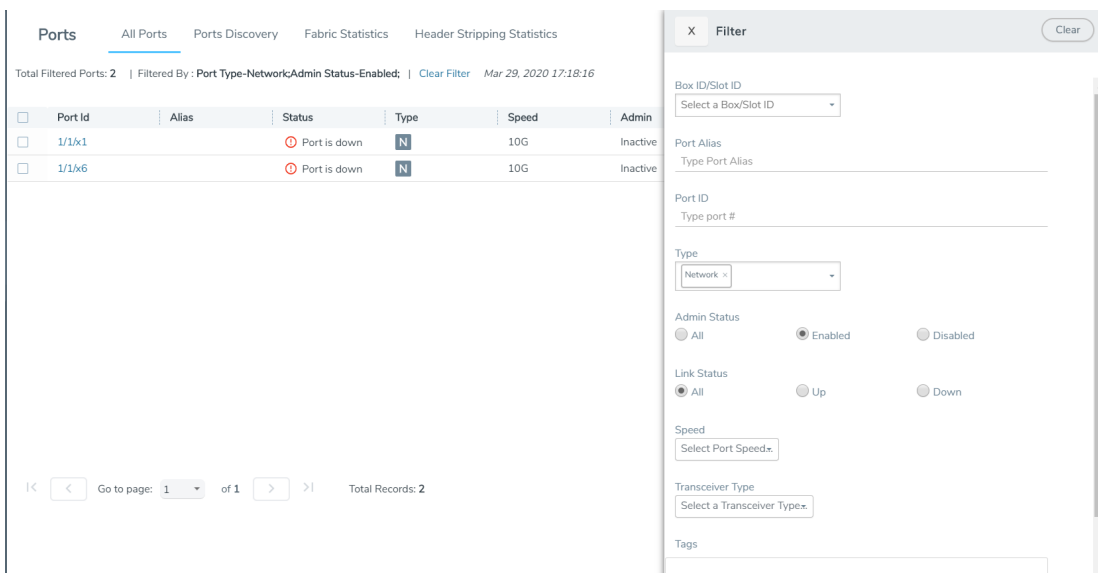 Ports All Ports Ports Discovery Fabric Statistics Header Stripping Statistics
Total Filtered Ports: 2 | Filtered By : Port Type-Network;Admin Status-Enabled; | Clear Filter Mar 29, 2020 17:18:16
Port Id Alias Status Type Speed Admin
1/1/x1 Port is down N 10G Inactive
1/1/x6 Port is down N 10G Inactive
Go to page: 1 of 1 Total Records: 2
X Filter Clear
Box ID/Slot ID
Select a Box/Slot ID
Port Alias
Type Port Alias
Port ID
Type port #
Type
Network ×
Admin Status
All Enabled Disabled
Link Status
All Up Down
Speed
Select Port Speed..
Transceiver Type
Select a Transceiver Type..
Tags